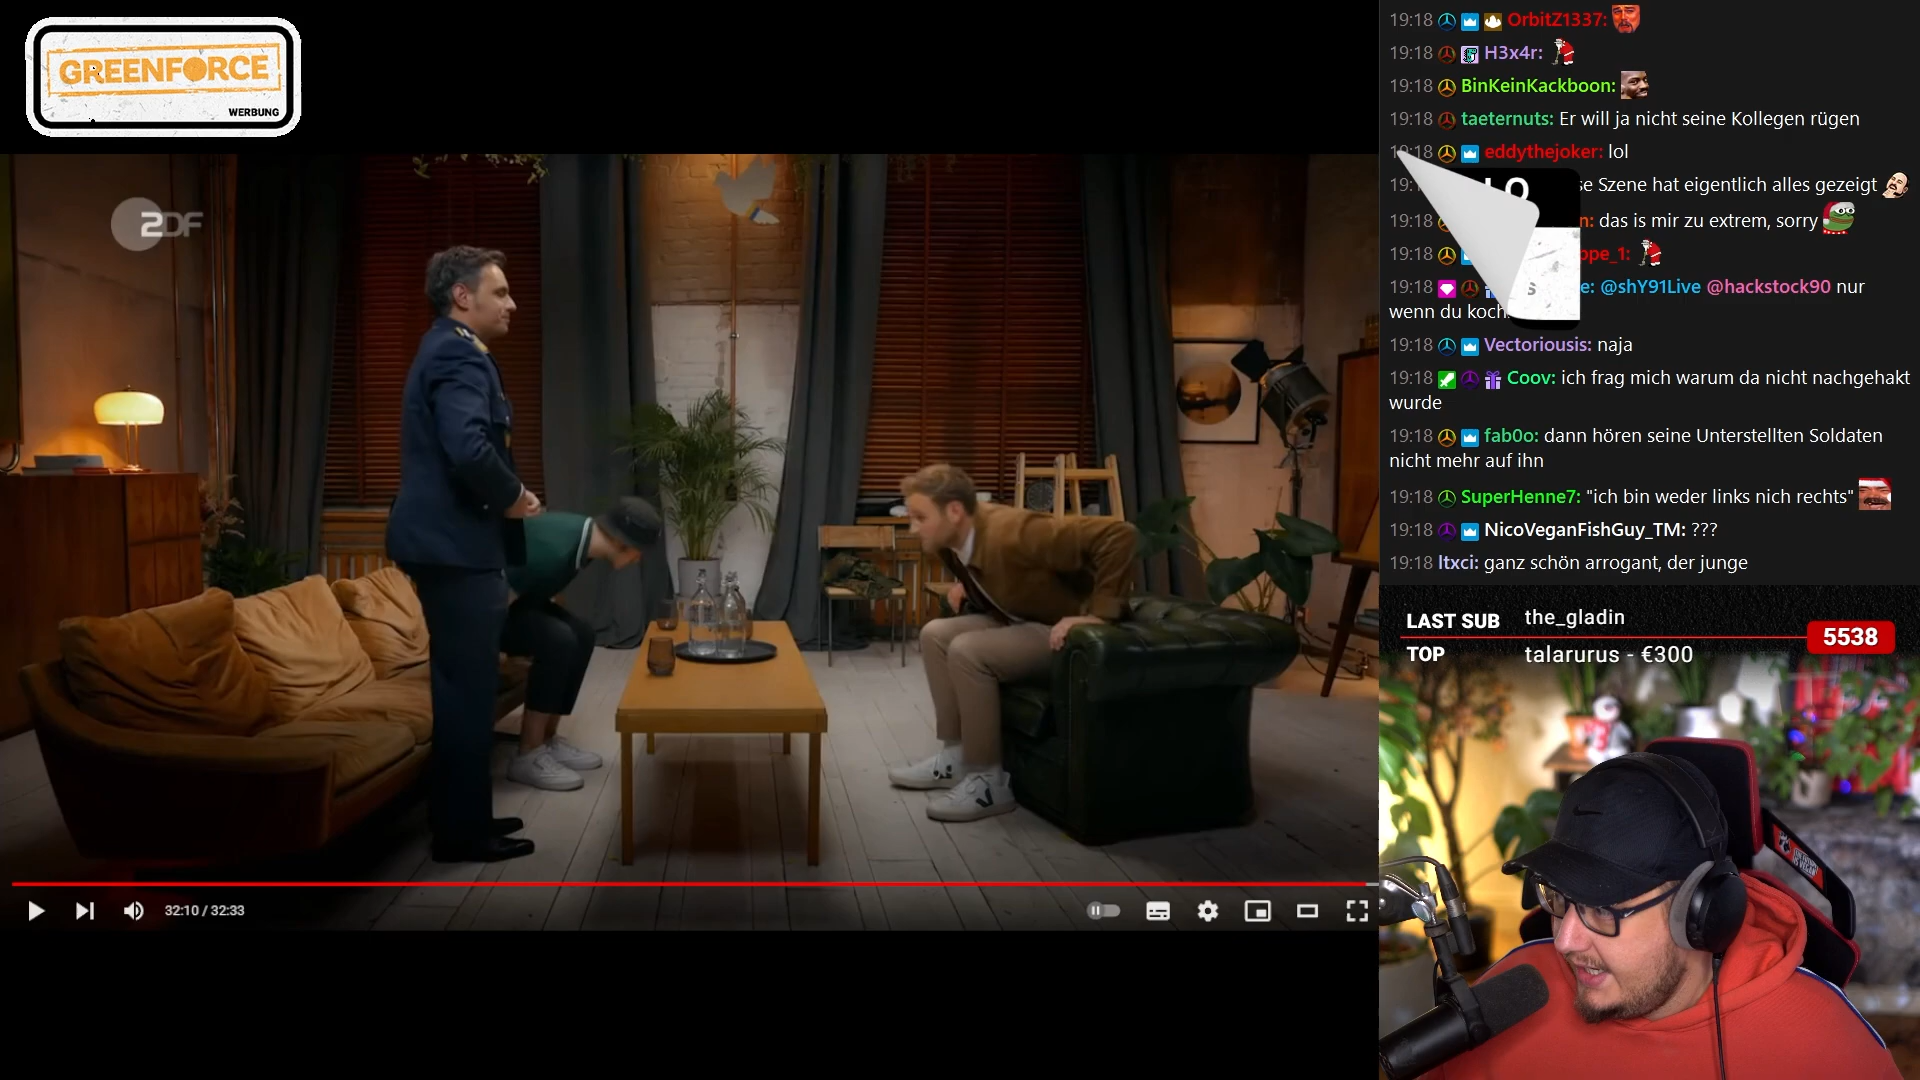 GREENFORCE
WERBUNG
ZDF
32:10 / 32:33
19:18 OrbitZ1337:
19:18 H3x4r:
19:18 BinKeinKackboon:
19:18 taeternuts: Er will ja nicht seine Kollegen rügen
19:18 eddythejoker: lol
se Szene hat eigentlich alles gezeigt
19:18 n: das is mir zu extrem, sorry
19:18 ppe_1:
19:18 e: @shY91Live @hackstock90 nur
wenn du koch
19:18 Vectoriousis: naja
19:18 Coov: ich frag mich warum da nicht nachgehakt
wurde
19:18 fab0o: dann hören seine Unterstellten Soldaten
nicht mehr auf ihn
19:18 SuperHenne7: "ich bin weder links nich rechts"
19:18 NicoVeganFishGuy_TM: ???
19:18 ltxci: ganz schön arrogant, der junge
LAST SUB the_gladin
5538
TOP talarurus - €300